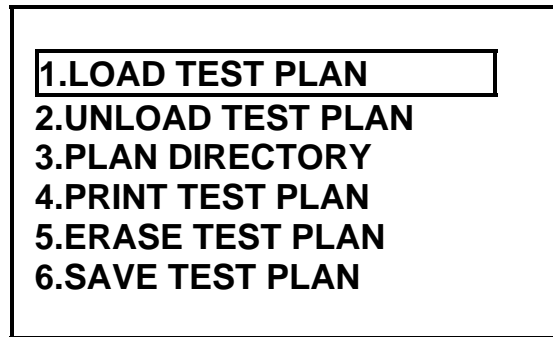 1.LOAD TEST PLAN
2.UNLOAD TEST PLAN
3.PLAN DIRECTORY
4.PRINT TEST PLAN
5.ERASE TEST PLAN
6.SAVE TEST PLAN